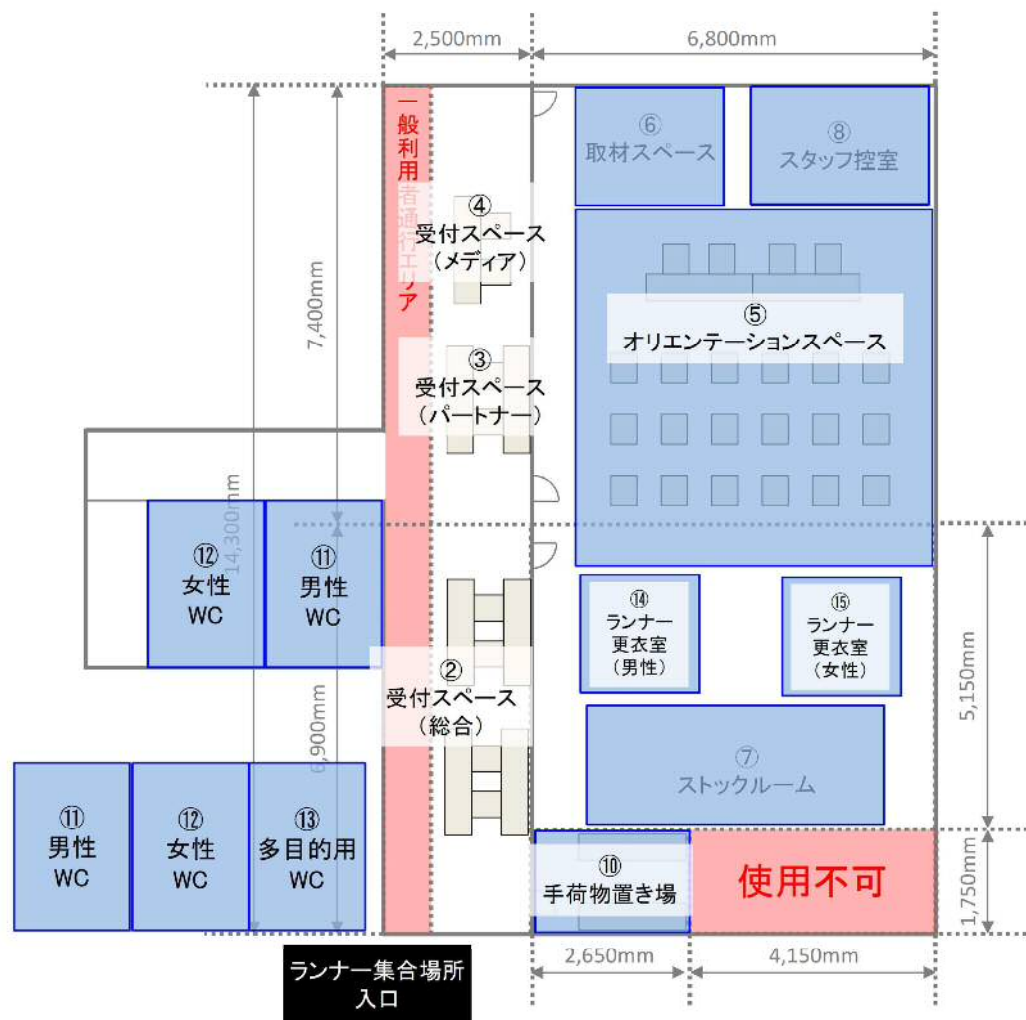 2,500mm
6,800mm
一般利用者通行エリア
⑥
取材スペース
⑧
スタッフ控室
④
受付スペース
（メディア）
7,400mm
⑤
オリエンテーションスペース
③
受付スペース
（パートナー）
14,300mm
⑫
女性
WC
⑪
男性
WC
⑭
ランナー
更衣室
（男性）
⑮
ランナー
更衣室
（女性）
5,150mm
②
受付スペース
（総合）
6,900mm
⑦
ストックルーム
⑪
男性
WC
⑫
女性
WC
⑬
多目的用
WC
⑩
手荷物置き場
使用不可
1,750mm
2,650mm
4,150mm
ランナー集合場所
入口